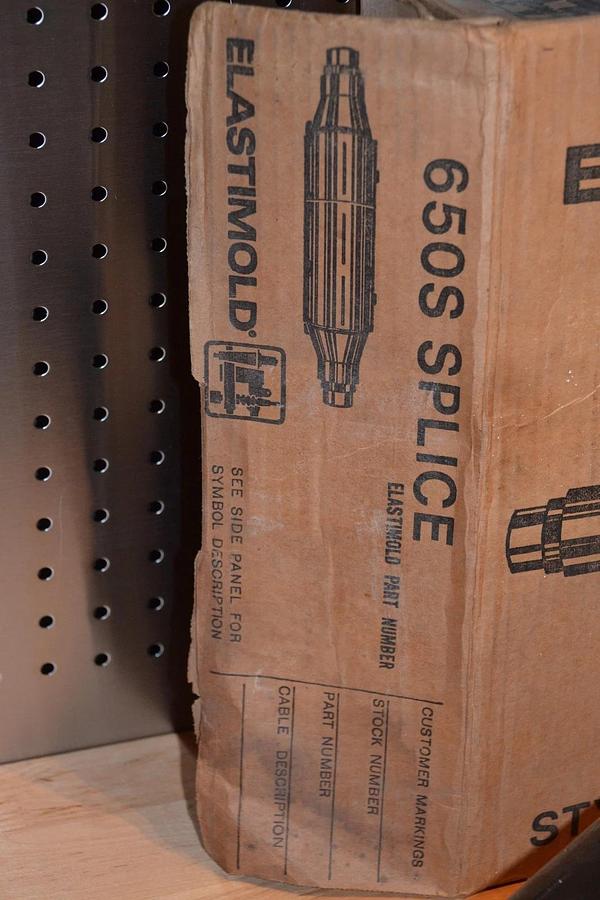 650S SPLICE
ELASTIMOLD PART NUMBER
ELASTIMOLD®
SEE SIDE PANEL FOR
SYMBOL DESCRIPTION
CUSTOMER MARKINGS
STOCK NUMBER
PART NUMBER
CABLE DESCRIPTION